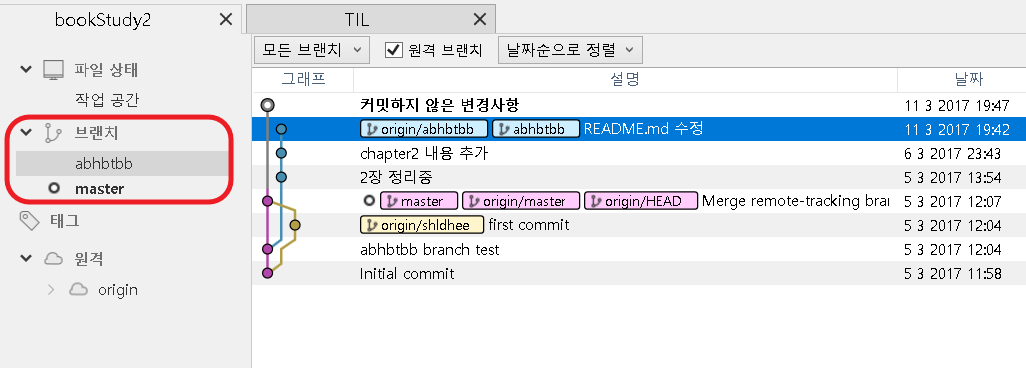 bookStudy2
TIL
파일 상태
작업 공간
브랜치
abhbtbb
master
태그
원격
origin
모든 브랜치 원격 브랜치 날짜순으로 정렬
그래프 설명 날짜
커밋하지 않은 변경사항 11 3 2017 19:47
origin/abhbtbb abhbtbb README.md 수정 11 3 2017 19:42
chapter2 내용 추가 6 3 2017 23:43
2장 정리중 5 3 2017 13:54
master origin/master origin/HEAD Merge remote-tracking bran 5 3 2017 12:07
origin/shldhee first commit 5 3 2017 12:04
abhbtbb branch test 5 3 2017 12:04
Initial commit 5 3 2017 11:58